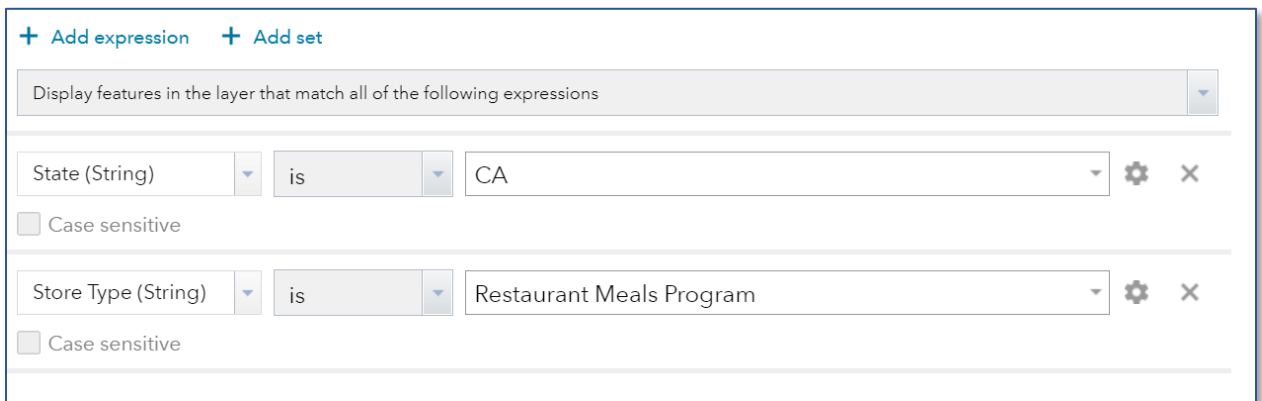 + Add expression + Add set
Display features in the layer that match all of the following expressions
State (String) is CA
Case sensitive
Store Type (String) is Restaurant Meals Program
Case sensitive